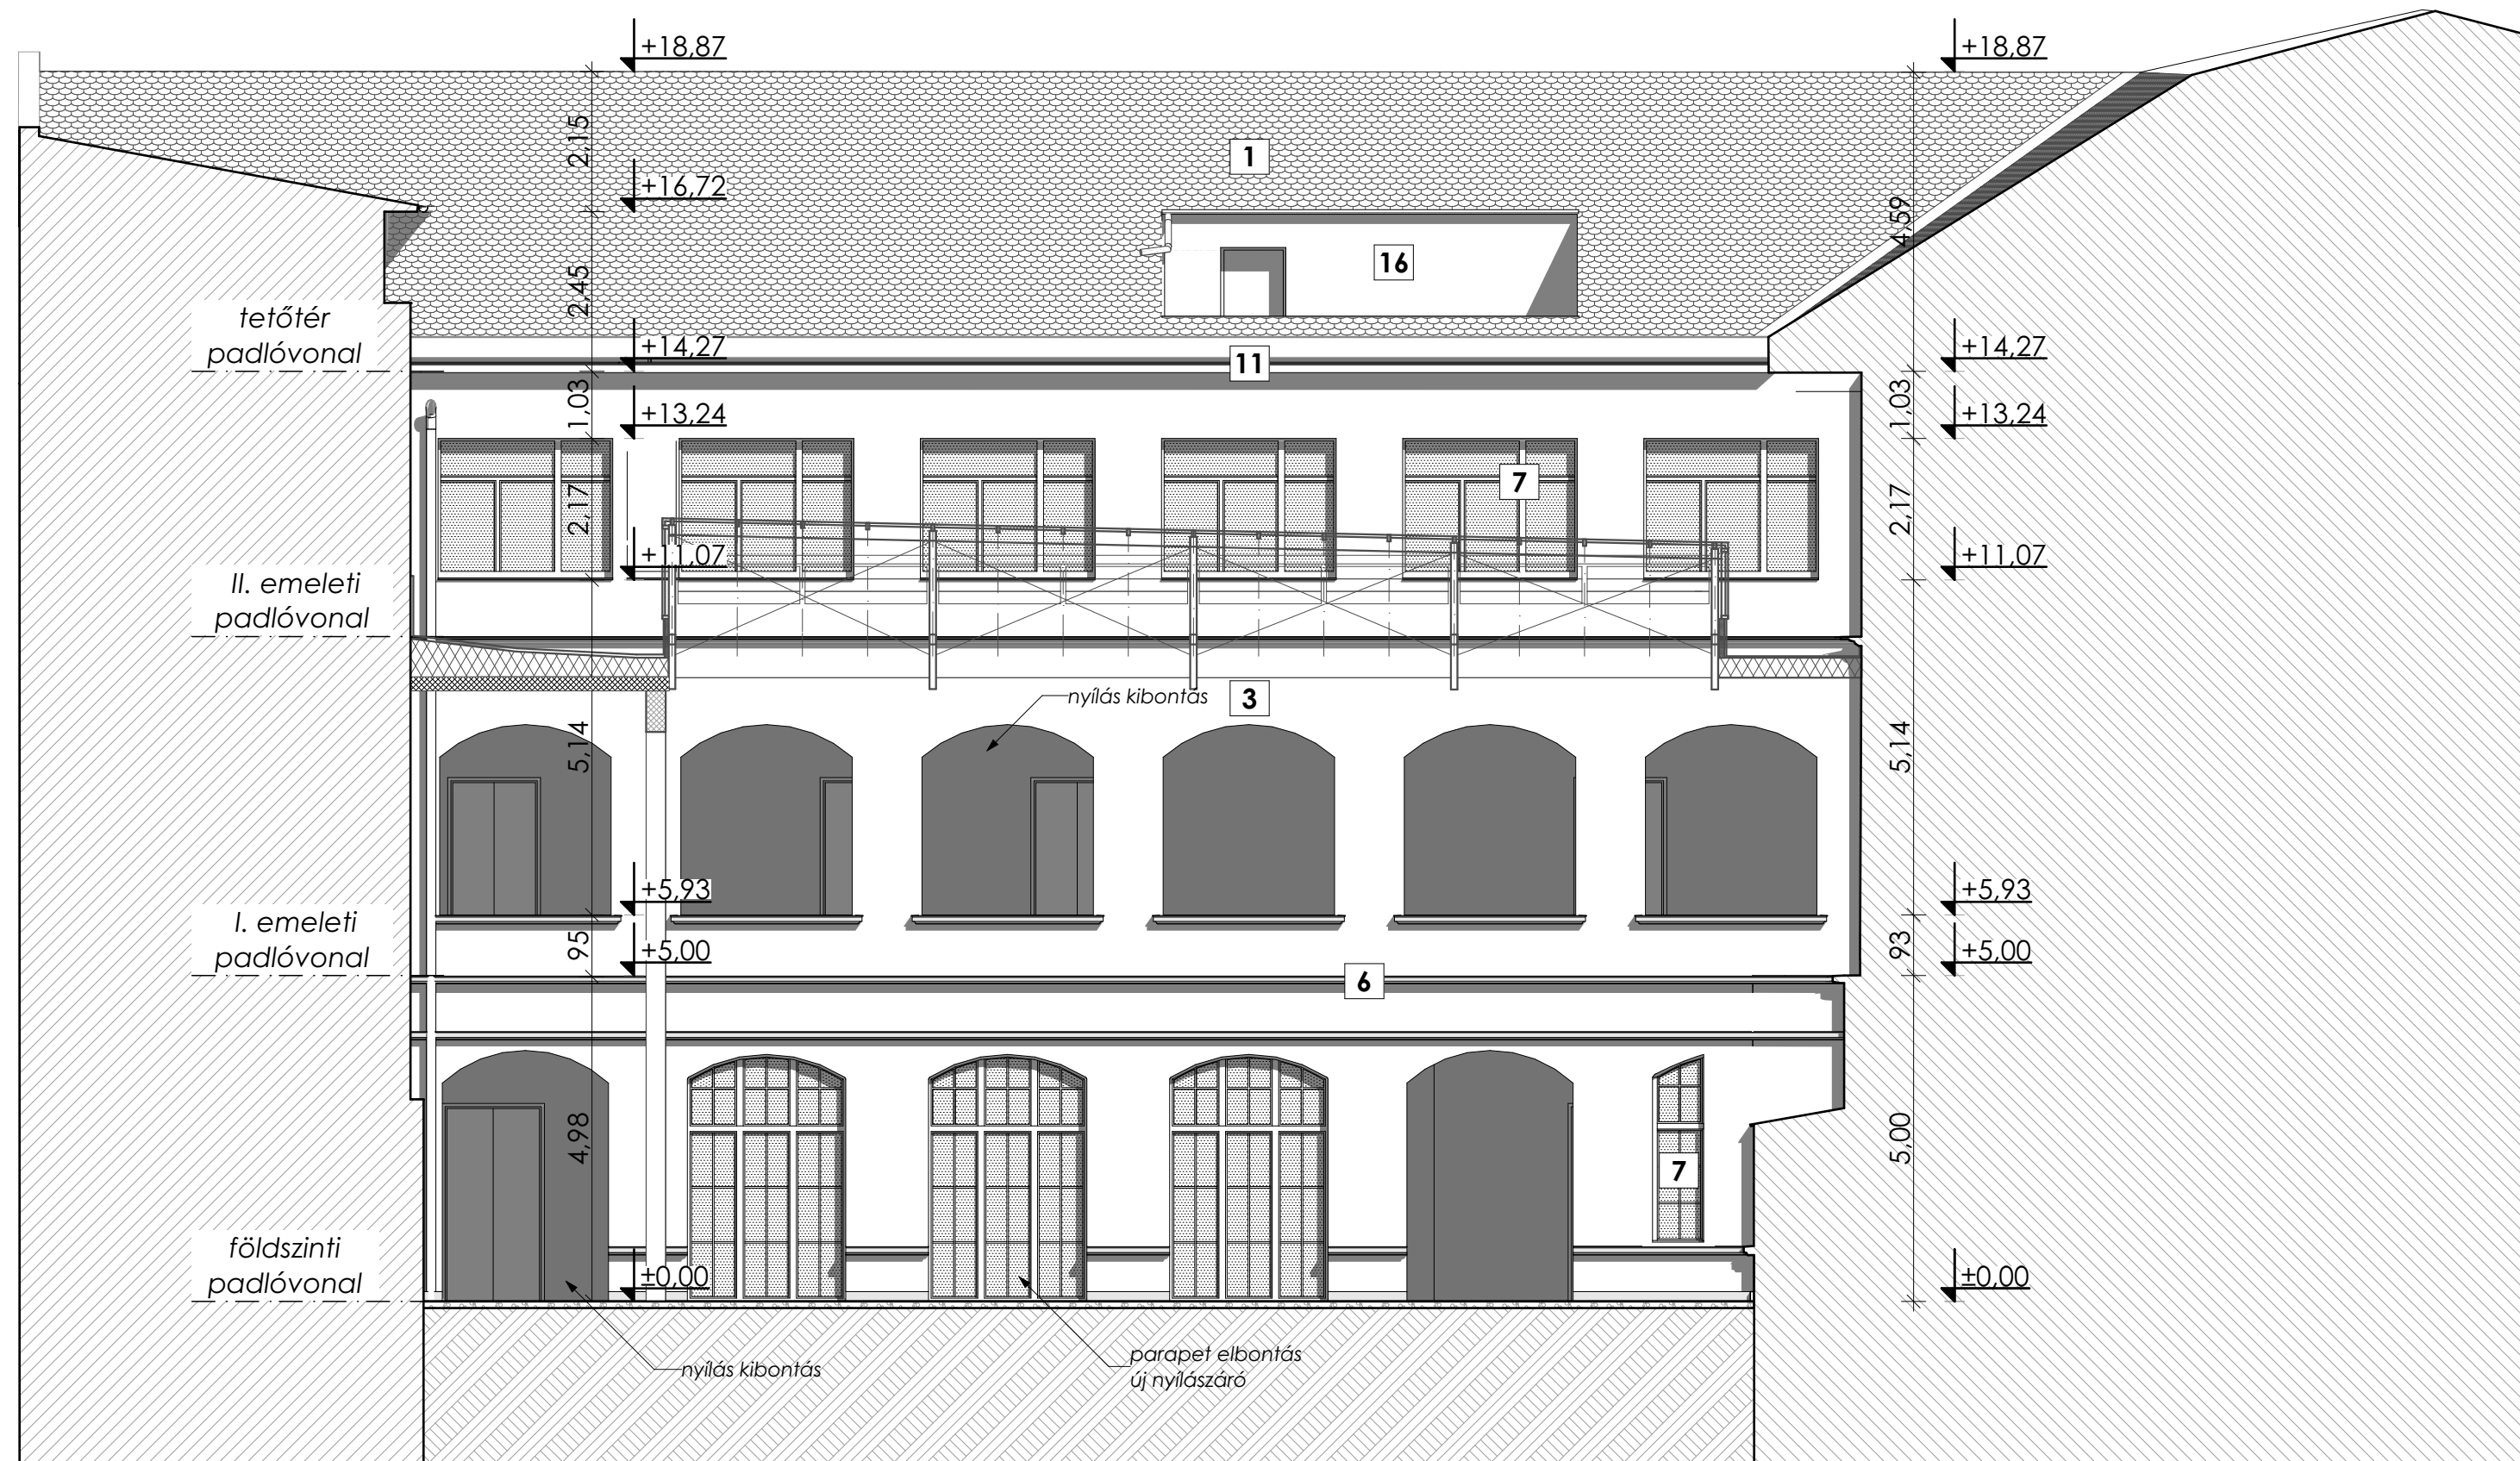 +18,87
+18,87
2,15
1
+16,72
4,59
16
2,45
tetőtér
padlóvonal
+14,27
11
+14,27
1,03
+13,24
1,03
+13,24
7
2,17
2,17
+11,07
+11,07
II. emeleti
padlóvonal
nyílás kibontás
3
5,14
5,14
+5,93
+5,93
I. emeleti
padlóvonal
95
+5,00
93
+5,00
6
4,98
5,00
7
földszinti
padlóvonal
±0,00
±0,00
nyílás kibontás
parapet elbontás
új nyílászáró